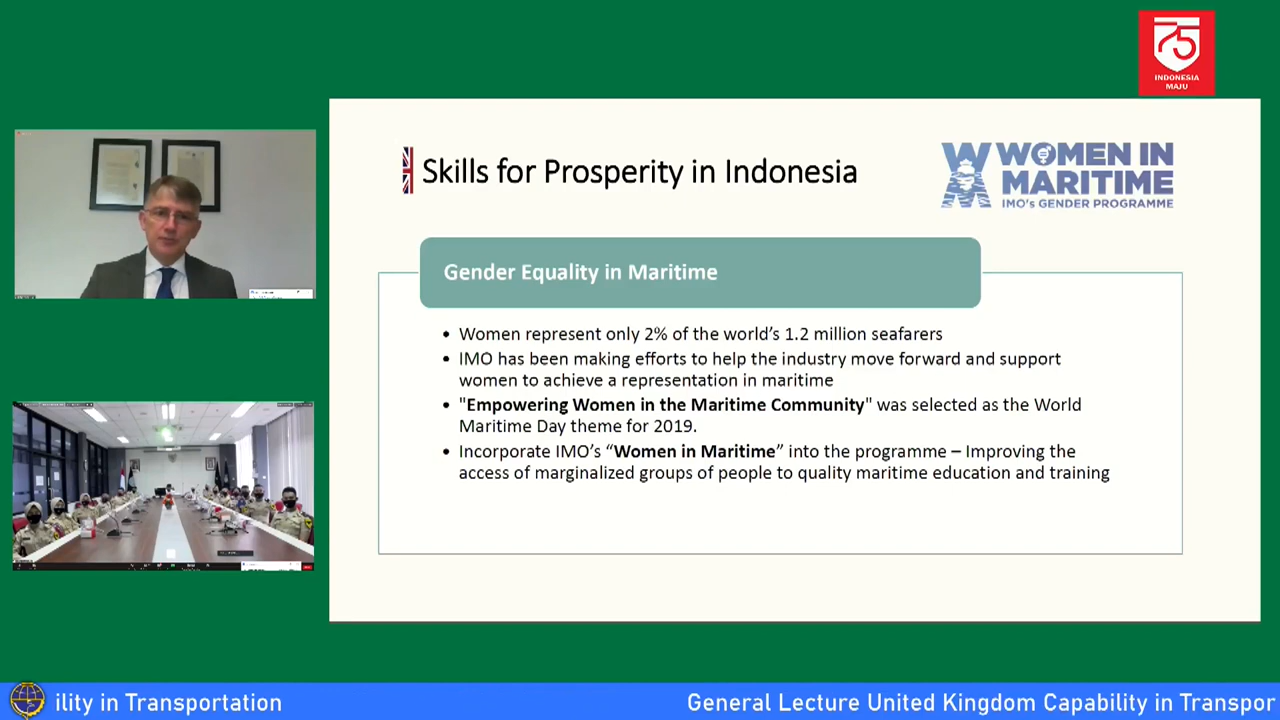 75
INDONESIA
MAJU
Skills for Prosperity in Indonesia
WOMEN IN
MARITIME
IMO's GENDER PROGRAMME
Gender Equality in Maritime
• Women represent only 2% of the world's 1.2 million seafarers
• IMO has been making efforts to help the industry move forward and support
women to achieve a representation in maritime
• "Empowering Women in the Maritime Community" was selected as the World
Maritime Day theme for 2019.
• Incorporate IMO's “Women in Maritime” into the programme – Improving the
access of marginalized groups of people to quality maritime education and training
ility in Transportation
General Lecture United Kingdom Capability in Transpor